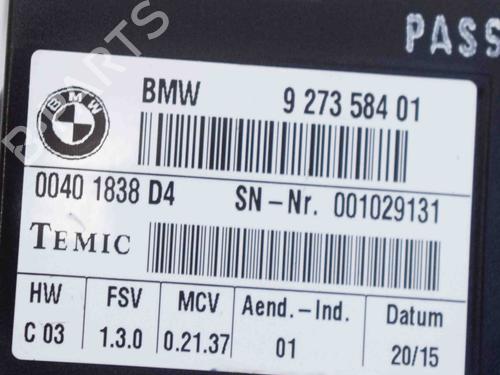 PASS
BMW 9 273 584 01
BMW
0040 1838 D4 SN-Nr. 001029131
TEMIC
HW FSV MCV Aend.-Ind. Datum
C 03 1.3.0 0.21.37 01 20/15